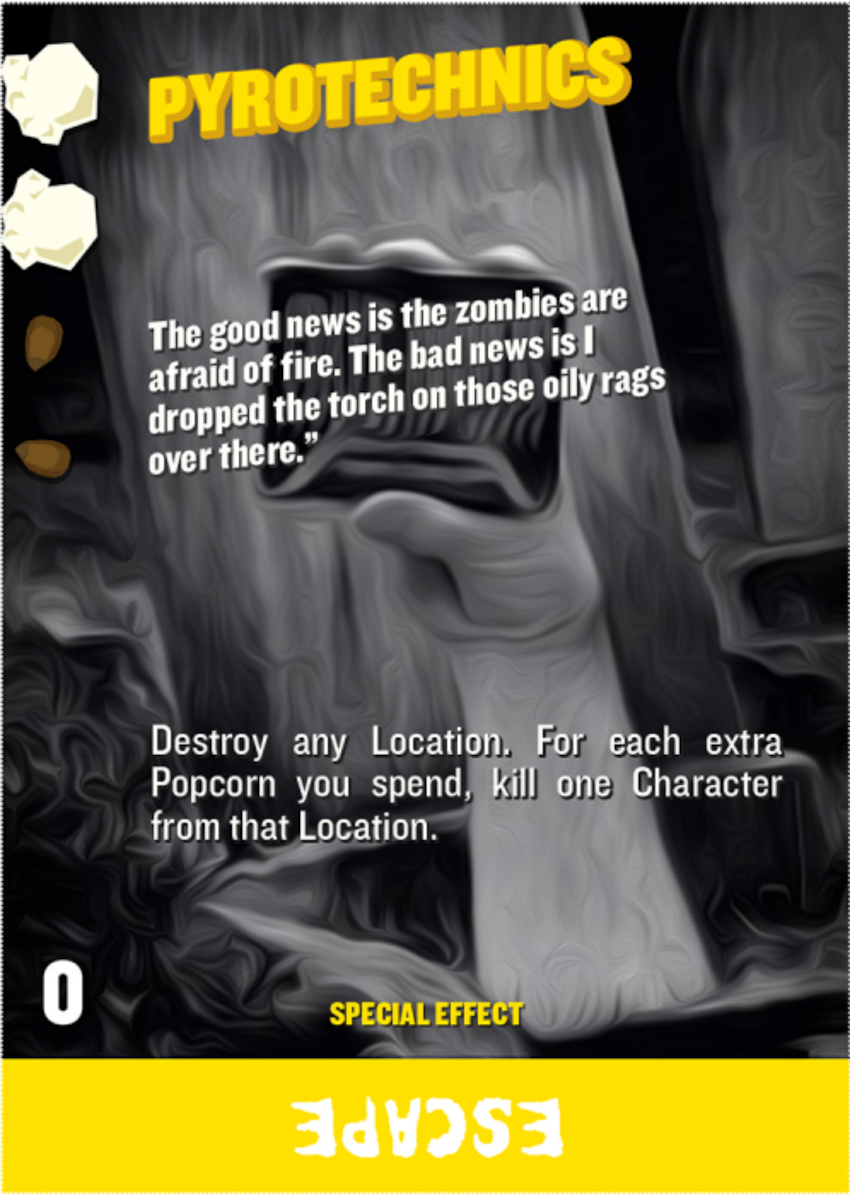 PYROTECHNICS
The good news is the zombies are
afraid of fire. The bad news is I
dropped the torch on those oily rags
over there.”
Destroy any Location. For each extra
Popcorn you spend, kill one Character
from that Location.
0
SPECIAL EFFECT
ESCAPE